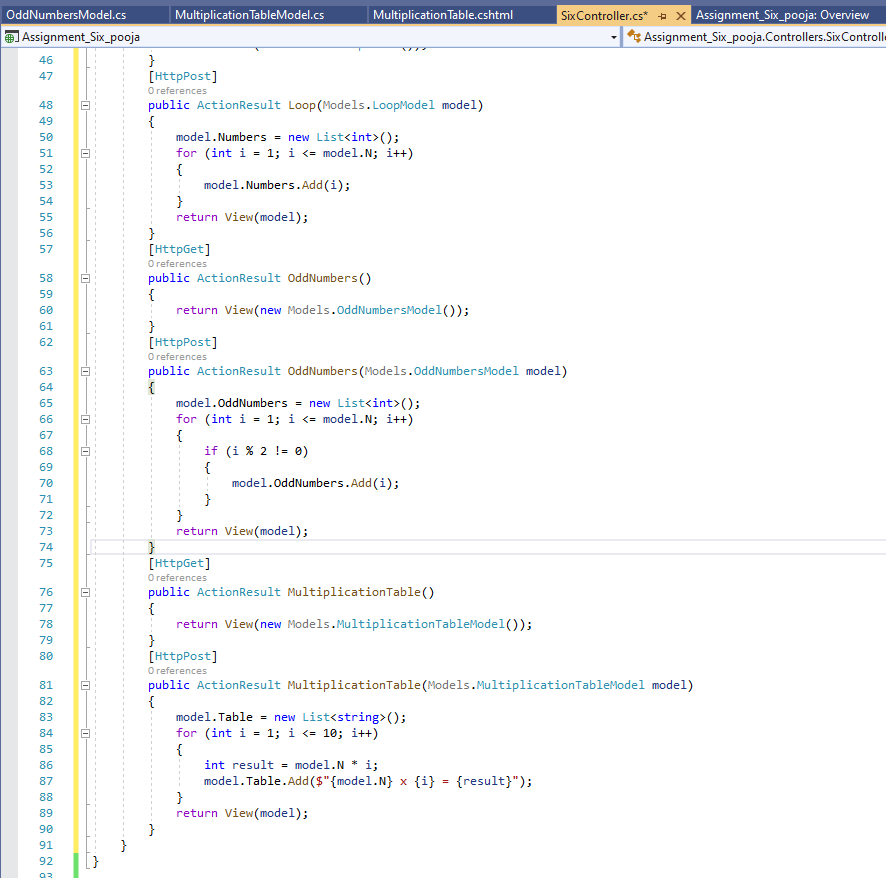 OddNumbersModel.cs MultiplicationTableModel.cs MultiplicationTable.cshtml SixController.cs* Assignment_Six_pooja: Overview
Assignment_Six_pooja Assignment_Six_pooja.Controllers.SixControlle
46 }
47 [HttpPost]
0 references
48 public ActionResult Loop(Models.LoopModel model)
49 {
50 model.Numbers = new List<int>();
51 for (int i = 1; i <= model.N; i++)
52 {
53 model.Numbers.Add(i);
54 }
55 return View(model);
56 }
57 [HttpGet]
0 references
58 public ActionResult OddNumbers()
59 {
60 return View(new Models.OddNumbersModel());
61 }
62 [HttpPost]
0 references
63 public ActionResult OddNumbers(Models.OddNumbersModel model)
64 {
65 model.OddNumbers = new List<int>();
66 for (int i = 1; i <= model.N; i++)
67 {
68 if (i % 2 != 0)
69 {
70 model.OddNumbers.Add(i);
71 }
72 }
73 return View(model);
74 }
75 [HttpGet]
0 references
76 public ActionResult MultiplicationTable()
77 {
78 return View(new Models.MultiplicationTableModel());
79 }
80 [HttpPost]
0 references
81 public ActionResult MultiplicationTable(Models.MultiplicationTableModel model)
82 {
83 model.Table = new List<string>();
84 for (int i = 1; i <= 10; i++)
85 {
86 int result = model.N * i;
87 model.Table.Add($"{model.N} x {i} = {result}");
88 }
89 return View(model);
90 }
91 }
92 }
93